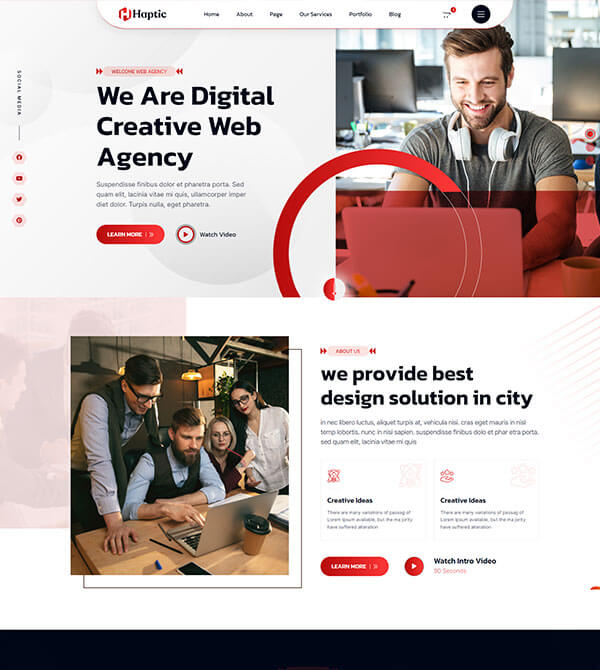 Haptic
Home About Page Our Services Portfolio Blog
SOCIAL MEDIA
WELCOME WEB AGENCY
We Are Digital
Creative Web
Agency
Suspendisse finibus dolor et pharetra porta. Sed
quam elit, lacinia vitae mi quis, ullamcorper imper
diet dolor. Turpis nulla, eget pharetra.
LEARN MORE
Watch Video
ABOUT US
we provide best
design solution in city
in nec libero luctus, aliquet turpis at, vehicula nisi. cras eget mauris in nisl
temp lobortis. nunc in nisl sapien. suspendisse finibus dolo et phar etra porta.
sed quam elit, lacinia vitae mi quis
Creative Ideas
There are many variations of passag of
Lorem Ipsum available, but the ma jority
have suffered alteration
Creative Ideas
There are many variations of passag of
Lorem Ipsum available, but the ma jority
have suffered alteration
LEARN MORE
Watch Intro Video
90 Seconds